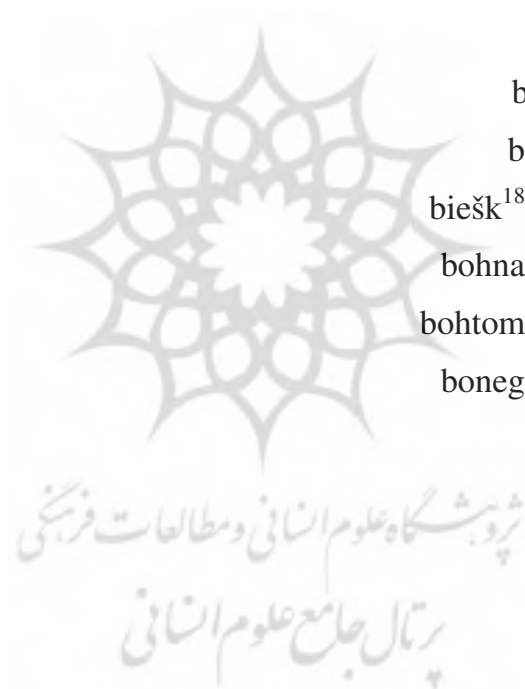 b
b
biešk18
bohna
bohtom
boneg
پژوهشگاه علوم انسانی و مطالعات فرهنگی
پرتال جامع علوم انسانی